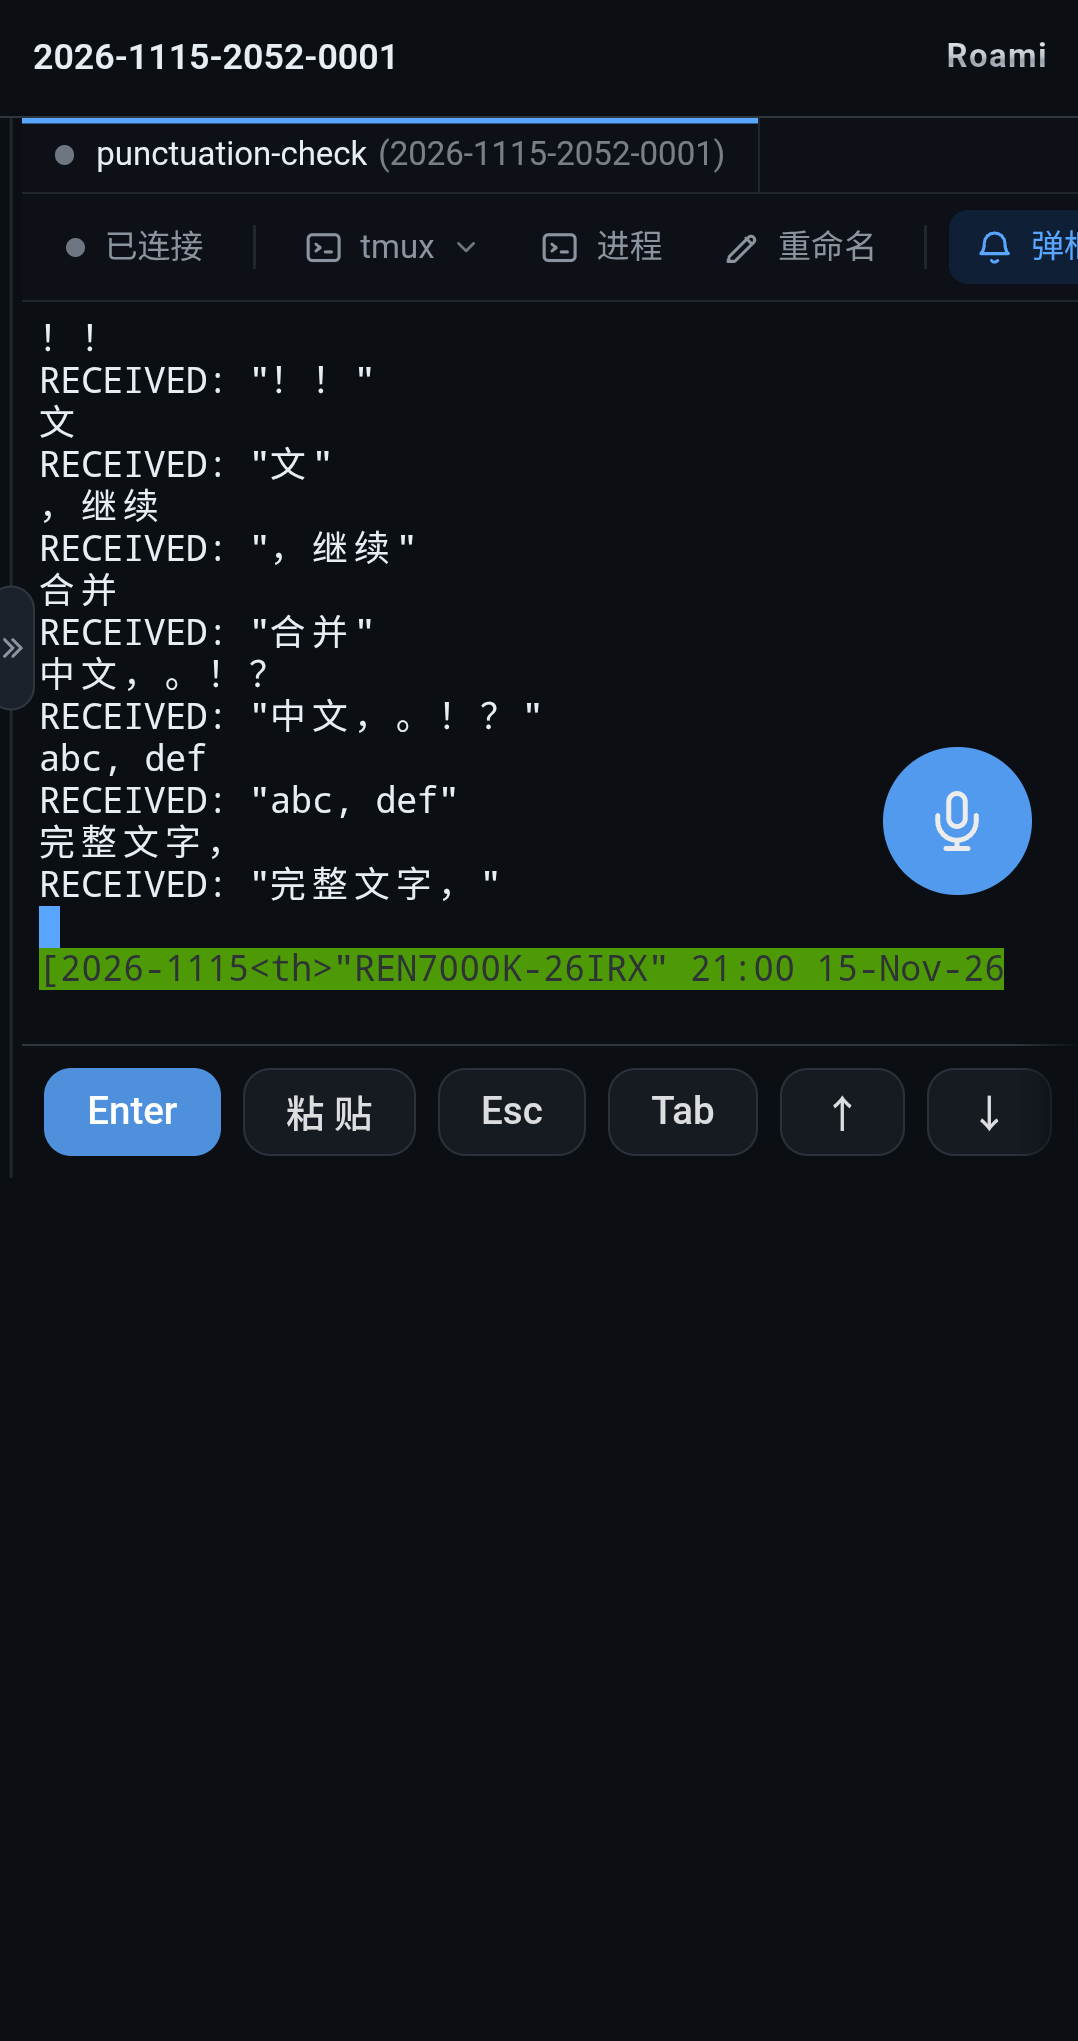 2026-1115-2052-0001
Roami
punctuation-check (2026-1115-2052-0001)
已连接 tmux 进程 重命名
！！
RECEIVED: "！！"
文
RECEIVED: "文"
，继续
RECEIVED: "，继续"
合并
RECEIVED: "合并"
中文，。！？
RECEIVED: "中文，。！？"
abc, def
RECEIVED: "abc, def"
完整文字，
RECEIVED: "完整文字，"
[2026-1115<th>"REN7000K-26IRX" 21:00 15-Nov-26
Enter 粘贴 Esc Tab ↑ ↓